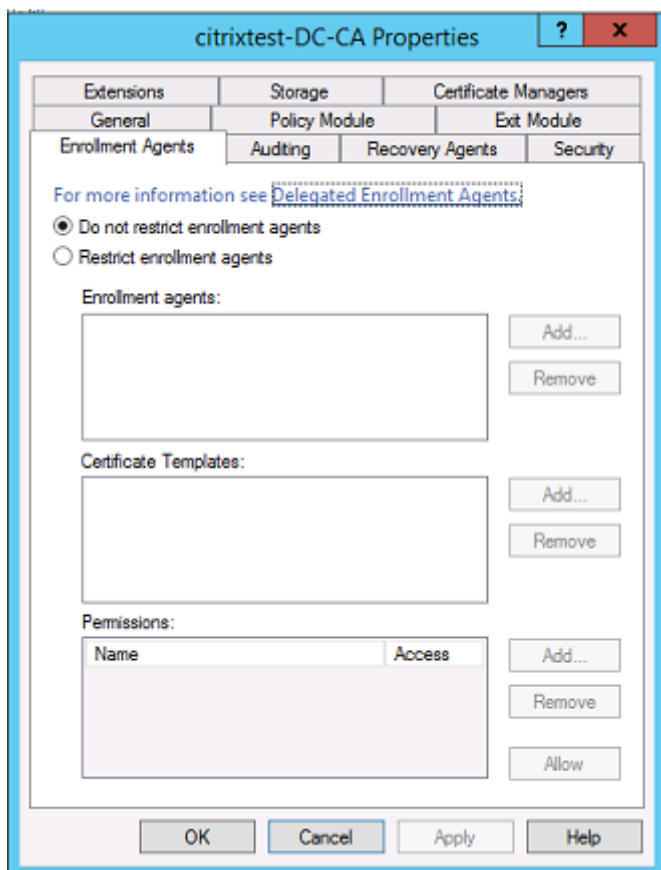 citrixtest-DC-CA Properties
?
x
Extensions
Storage
Certificate Managers
General
Policy Module
Exit Module
Enrollment Agents
Auditing
Recovery Agents
Security
For more information see Delegated Enrollment Agents.
Do not restrict enrollment agents
Restrict enrollment agents
Enrollment agents:
Add...
Remove
Certificate Templates:
Add...
Remove
Permissions:
Name
Access
Add...
Remove
Allow
OK
Cancel
Apply
Help